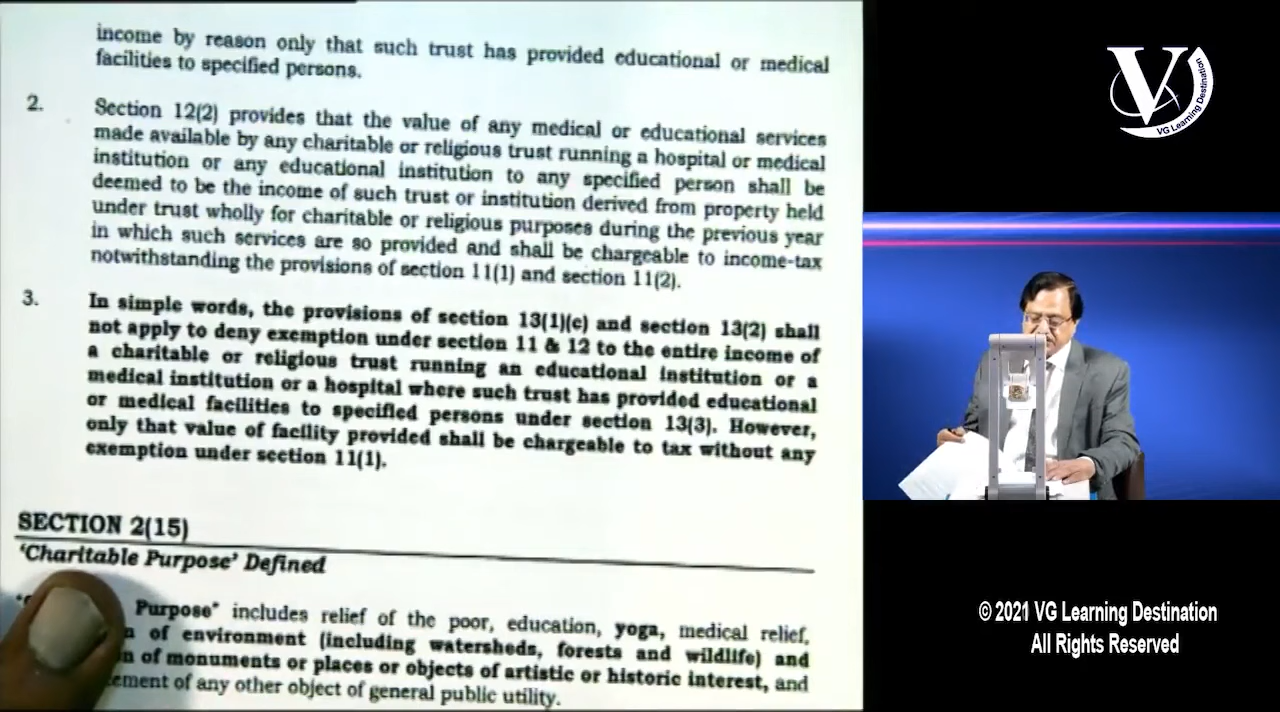 income by reason only that such trust has provided educational or medical
facilities to specified persons.
2. Section 12(2) provides that the value of any medical or educational services
made available by any charitable or religious trust running a hospital or medical
institution or any educational institution to any specified person shall be
deemed to be the income of such trust or institution derived from property held
under trust wholly for charitable or religious purposes during the previous year
in which such services are so provided and shall be chargeable to income-tax
notwithstanding the provisions of section 11(1) and section 11(2).
3. In simple words, the provisions of section 13(1)(c) and section 13(2) shall
not apply to deny exemption under section 11 & 12 to the entire income of
a charitable or religious trust running an educational institution or a
medical institution or a hospital where such trust has provided educational
or medical facilities to specified persons under section 13(3). However,
only that value of facility provided shall be chargeable to tax without any
exemption under section 11(1).
SECTION 2(15)
'Charitable Purpose' Defined
Purpose" includes relief of the poor, education, yoga, medical relief,
of environment (including watersheds, forests and wildlife) and
of monuments or places or objects of artistic or historic interest, and
of any other object of general public utility.
V
VG Learning Destination
© 2021 VG Learning Destination
All Rights Reserved